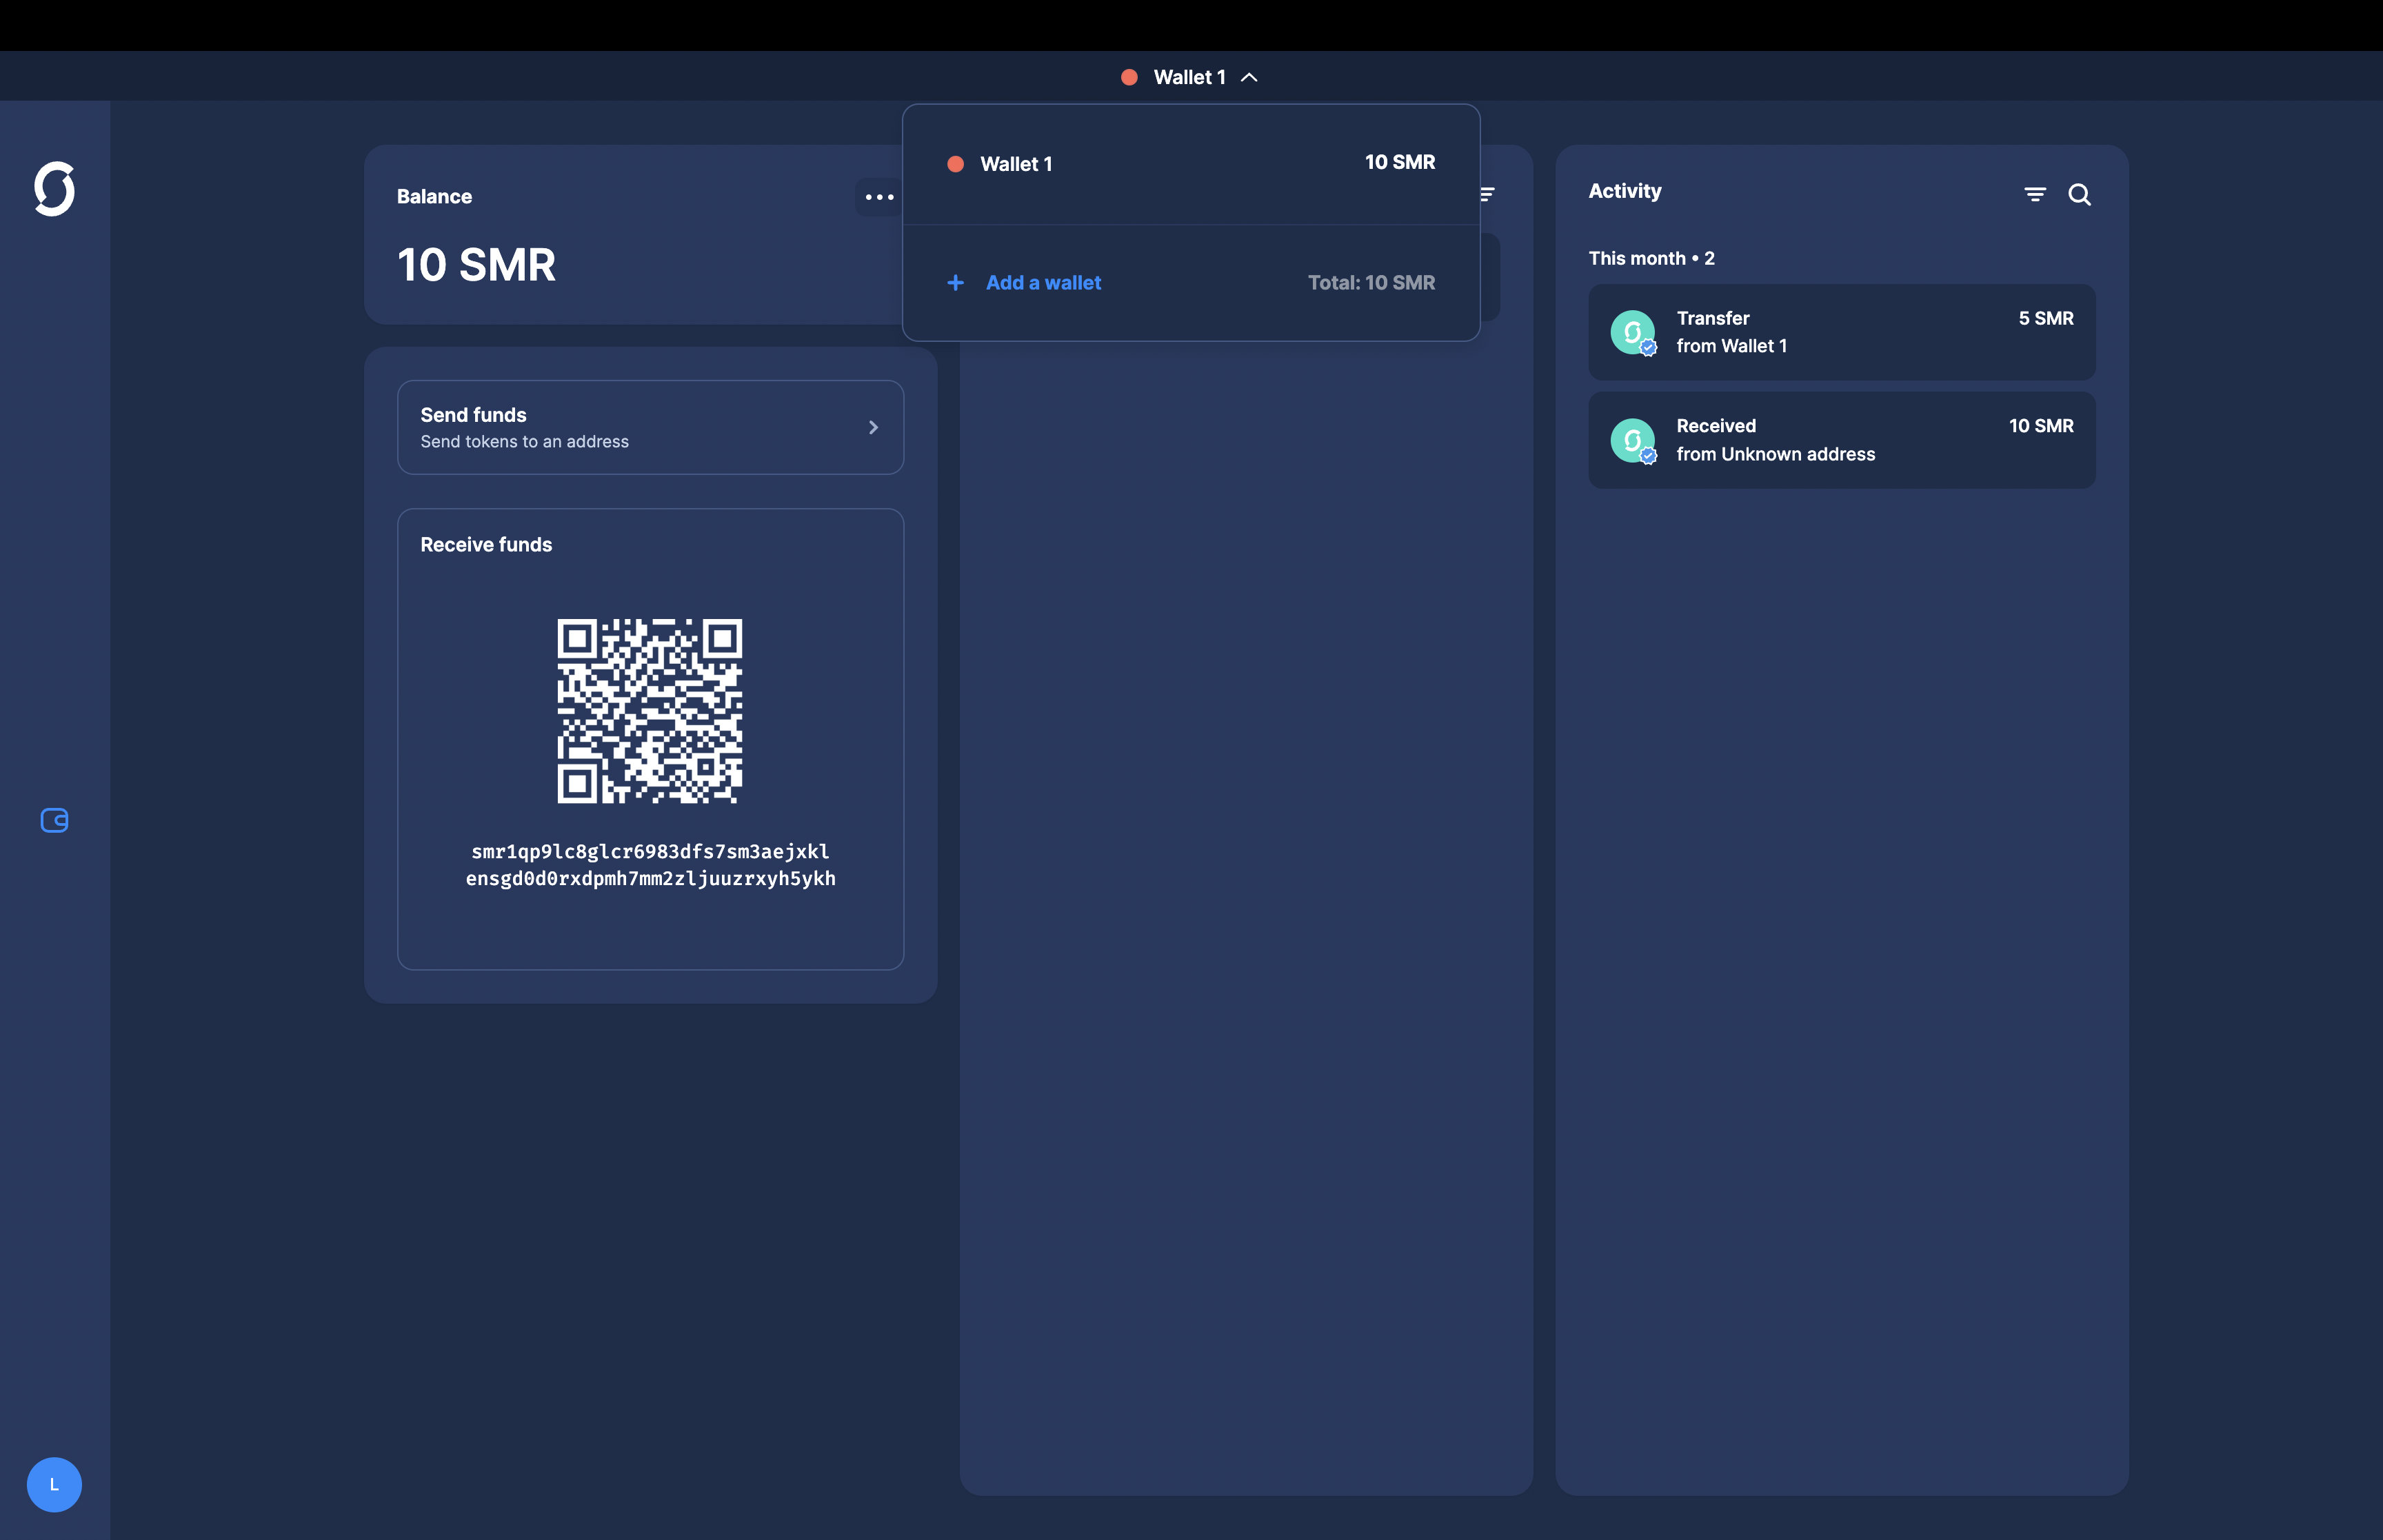 Wallet 1
Wallet 1
10 SMR
+ Add a wallet
Total: 10 SMR
Balance
10 SMR
Send funds
Send tokens to an address
Receive funds
smr1qp9lc8glcr6983dfs7sm3aejxkl
ensgd0d0rxdpmh7mm2zljuuzrxyh5ykh
Activity
This month • 2
Transfer
5 SMR
from Wallet 1
Received
10 SMR
from Unknown address
L